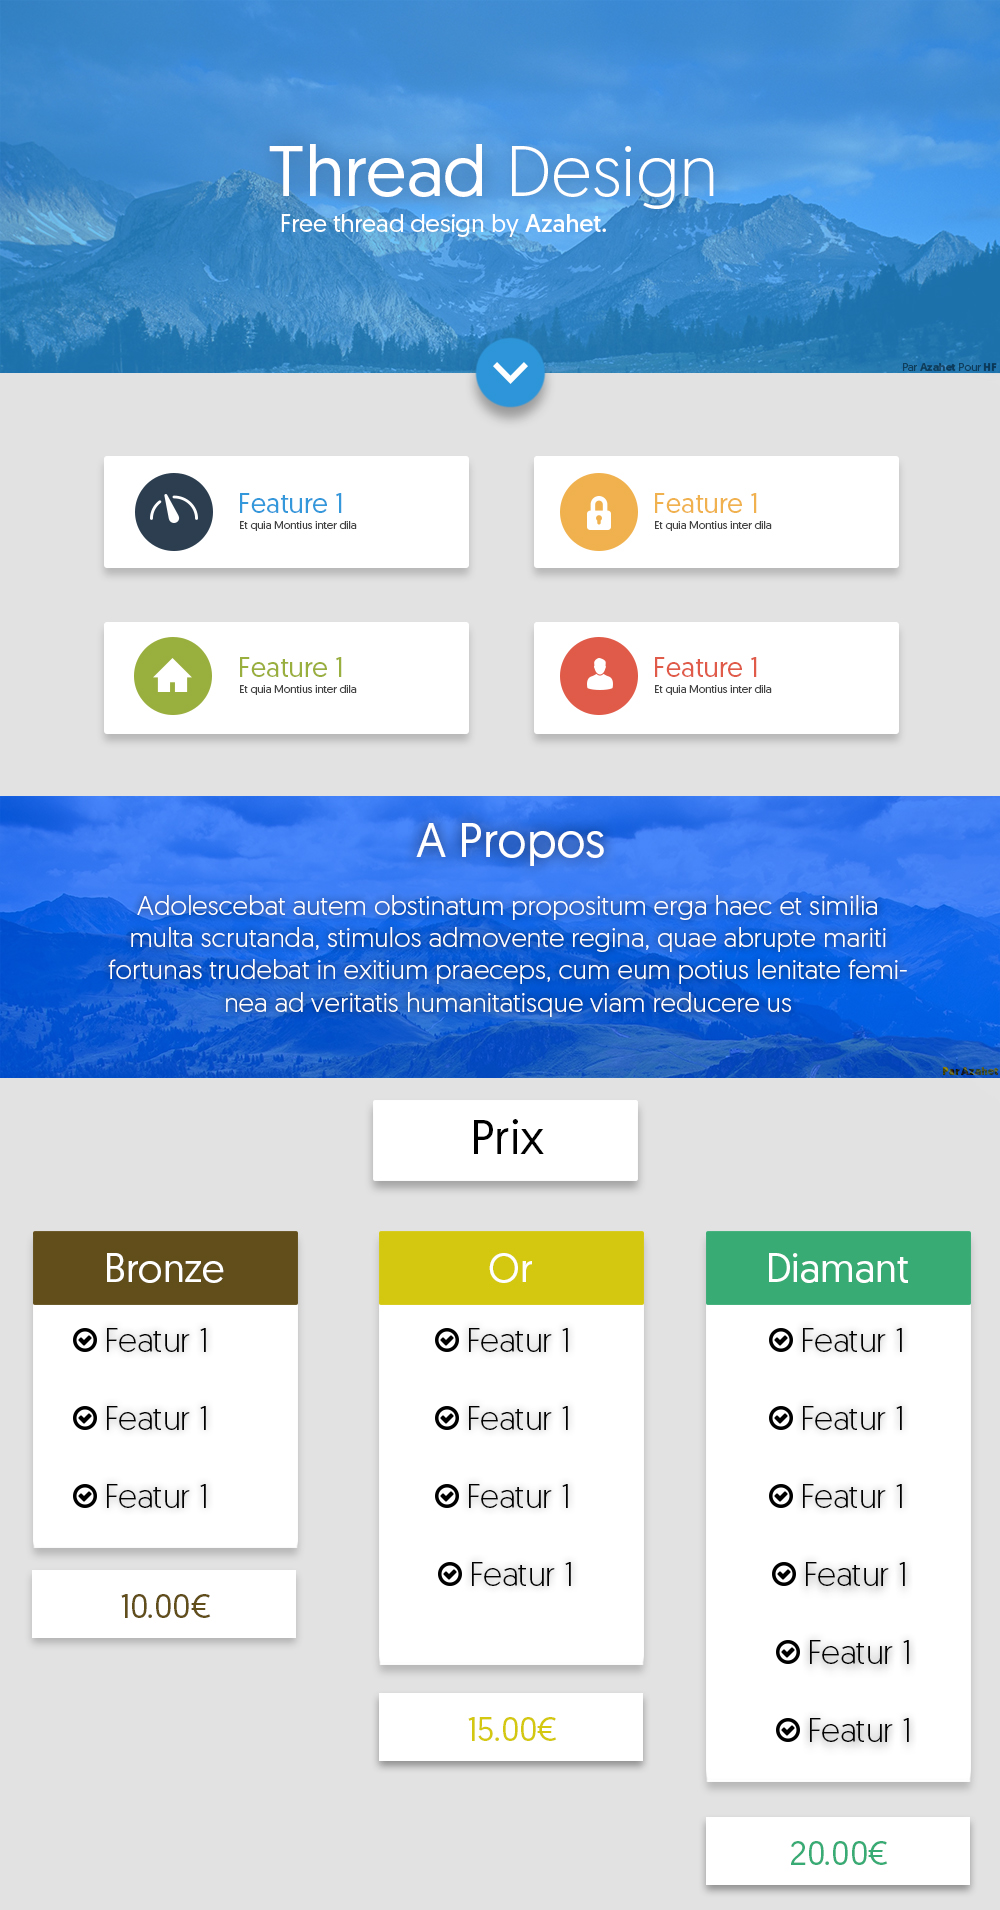 Thread Design
Free thread design by Azahet.
Par Azahet Pour HF
Feature 1
Et quia Montius inter dila
Feature 1
Et quia Montius inter dila
Feature 1
Et quia Montius inter dila
Feature 1
Et quia Montius inter dila
A Propos
Adolescebat autem obstinatum propositum erga haec et similia
multa scrutanda, stimulos admovente regina, quae abrupte mariti
fortunas trudebat in exitium praeceps, cum eum potius lenitate femi-
nea ad veritatis humanitatisque viam reducere us
Par Azahet
Prix
Bronze
Featur 1
Featur 1
Featur 1
10.00€
Or
Featur 1
Featur 1
Featur 1
Featur 1
15.00€
Diamant
Featur 1
Featur 1
Featur 1
Featur 1
Featur 1
Featur 1
20.00€